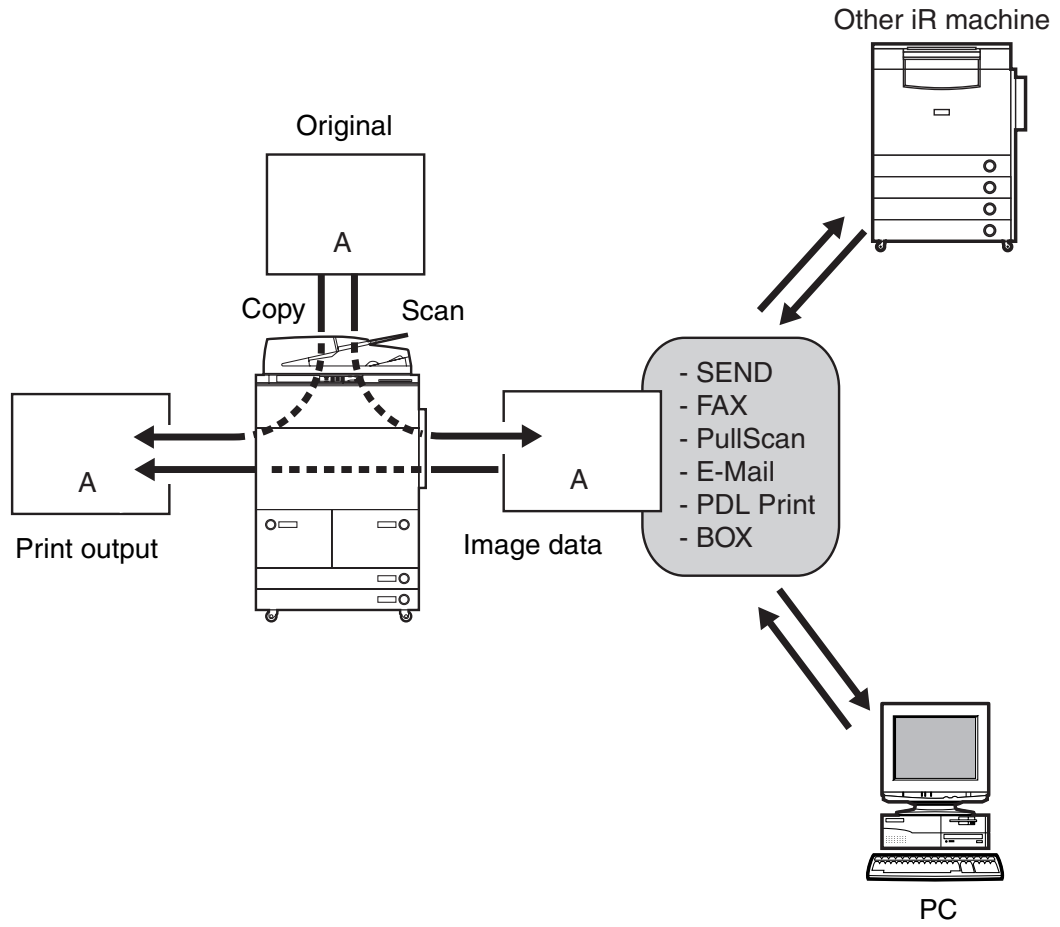 Other iR machine
Original
A
Copy
Scan
- SEND
- FAX
- PullScan
- E-Mail
- PDL Print
- BOX
A
A
Print output
Image data
PC